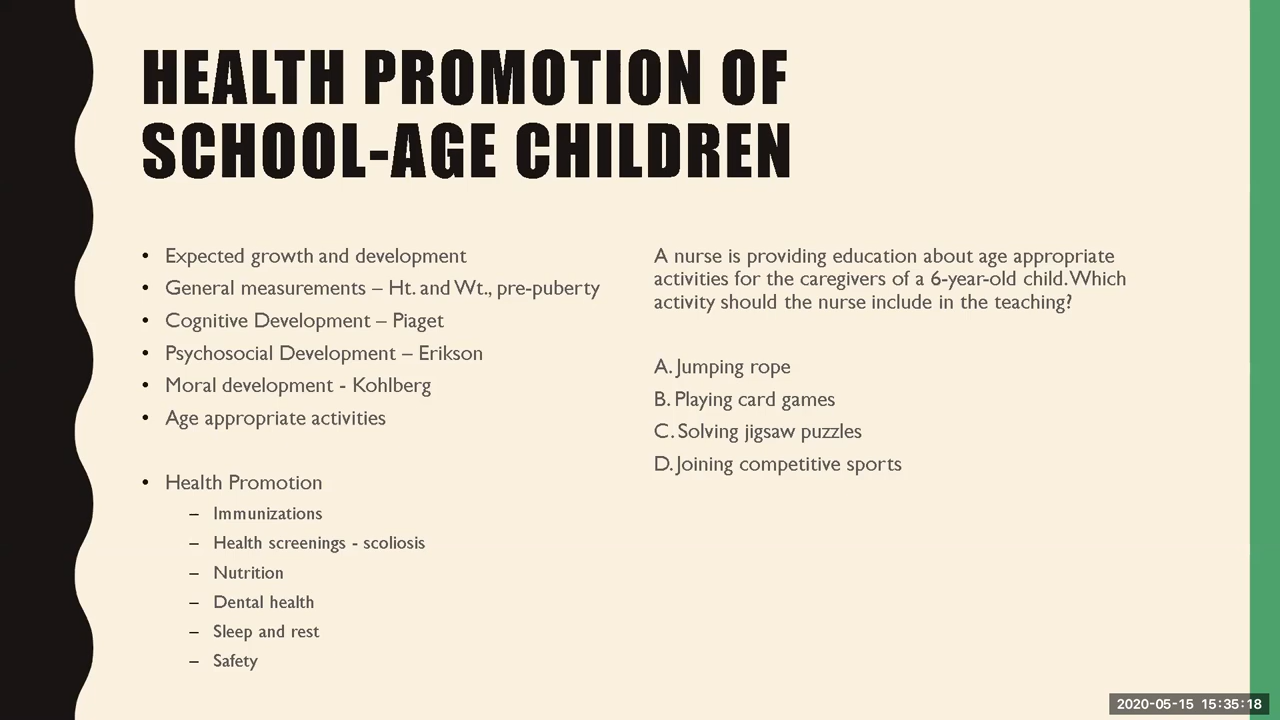 HEALTH PROMOTION OF
SCHOOL-AGE CHILDREN
• Expected growth and development
• General measurements – Ht. and Wt., pre-puberty
• Cognitive Development – Piaget
• Psychosocial Development – Erikson
• Moral development - Kohlberg
• Age appropriate activities
• Health Promotion
– Immunizations
– Health screenings - scoliosis
– Nutrition
– Dental health
– Sleep and rest
– Safety
A nurse is providing education about age appropriate
activities for the caregivers of a 6-year-old child. Which
activity should the nurse include in the teaching?
A. Jumping rope
B. Playing card games
C. Solving jigsaw puzzles
D. Joining competitive sports
2020-05-15 15:35:18